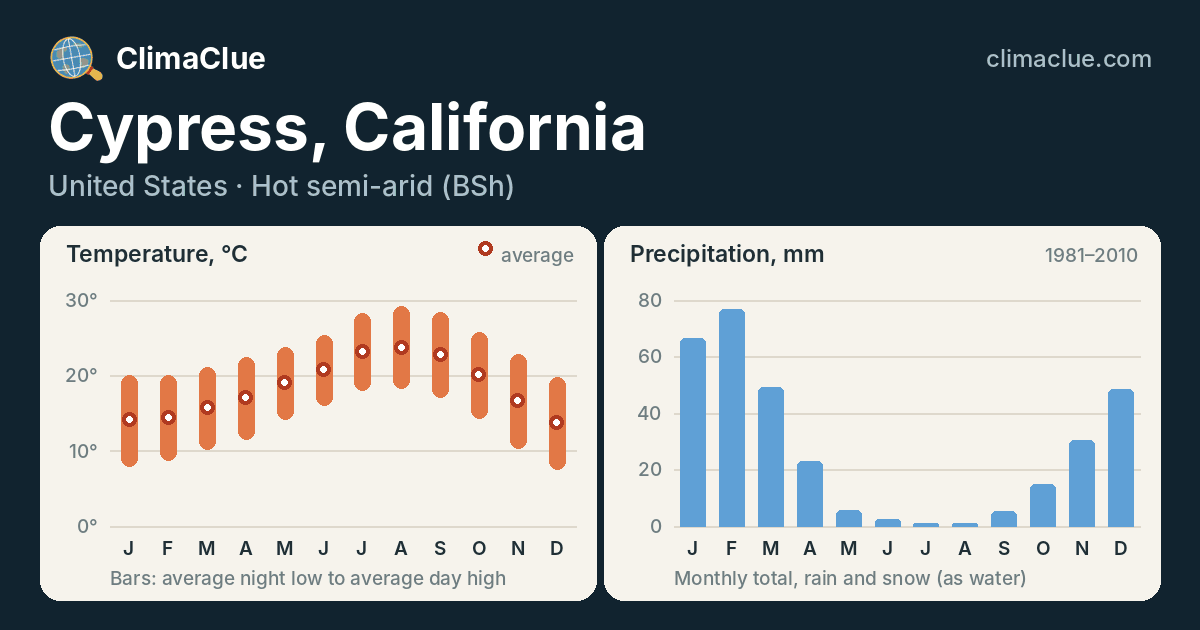 ClimaClue
climaclue.com
Cypress, California
United States · Hot semi-arid (BSh)
Temperature, °C
average
30°
20°
10°
0°
J F M A M J J A S O N D
Bars: average night low to average day high
Precipitation, mm
1981–2010
80
60
40
20
0
J F M A M J J A S O N D
Monthly total, rain and snow (as water)